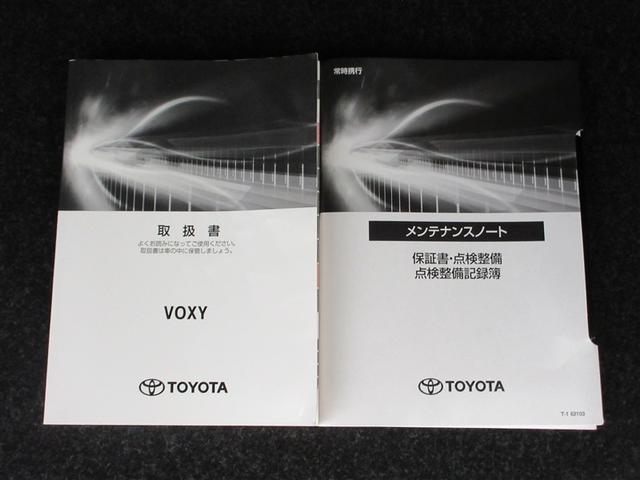 取扱書
よくお読みになってご使用ください。
取扱書は車の中に保管しましょう。
VOXY
TOYOTA
常時携行
メンテナンスノート
保証書・点検整備
点検整備記録簿
TOYOTA
T-1 62103